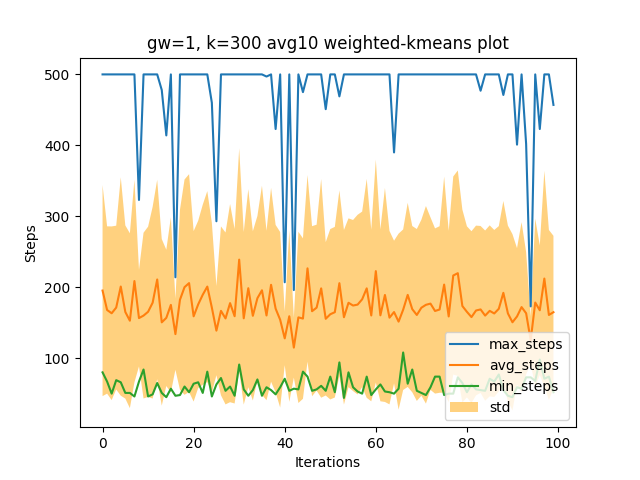 gw=1, k=300 avg10 weighted-kmeans plot
500
400
300
200
100
Steps
0
20
40
60
80
100
Iterations
max_steps
avg_steps
min_steps
std